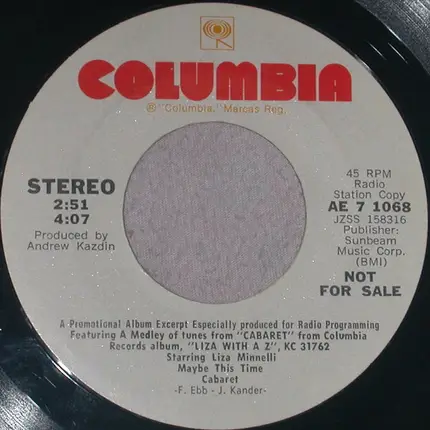 COLUMBIA
® "Columbia," Marcas Reg.
STEREO
2:51
4:07
Produced by
Andrew Kazdin
45 RPM
Radio
Station Copy
AE 7 1068
JZSS 158316
Publisher:
Sunbeam
Music Corp.
(BMI)
NOT
FOR SALE
A Promotional Album Excerpt Especially produced for Radio Programming
Featuring A Medley of tunes from "CABARET" from Columbia
Records album, "LIZA WITH A Z", KC 31762
Starring Liza Minnelli
Maybe This Time
Cabaret
-F. Ebb - J. Kander-